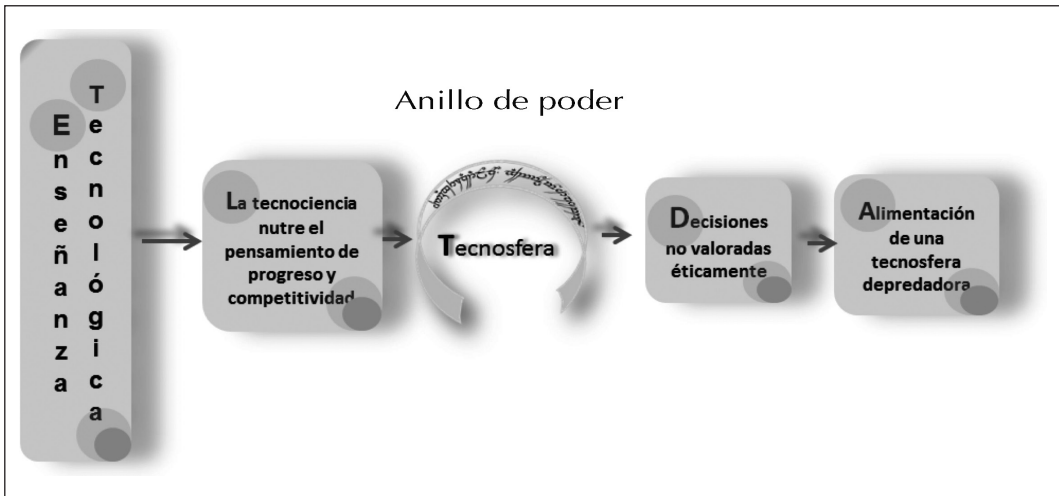 Enseñanza
Tecnológica
Anillo de poder
La tecnociencia
nutre el
pensamiento de
progreso y
competitividad
Tecnosfera
Decisiones
no valoradas
éticamente
Alimentación
de una
tecnosfera
depredadora